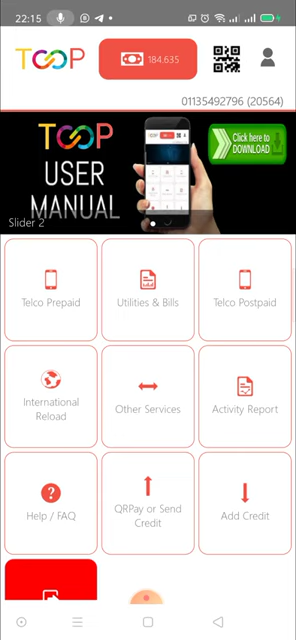 22:15
TOOP
184.635
01135492796 (20564)
TOOP
USER
MANUAL
Click here to
DOWNLOAD
Slider 2
Telco Prepaid
Utilities & Bills
Telco Postpaid
International
Reload
Other Services
Activity Report
Help / FAQ
QRPay or Send
Credit
Add Credit